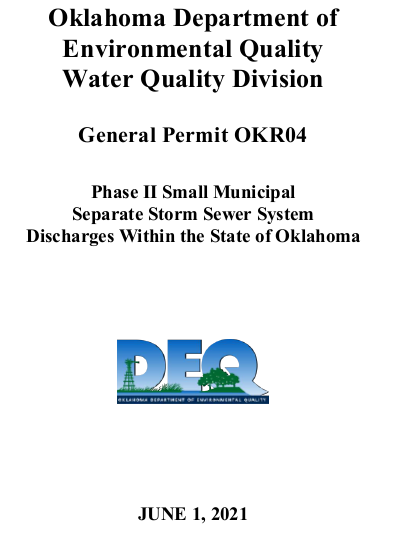 Oklahoma Department of
Environmental Quality
Water Quality Division
General Permit OKR04
Phase II Small Municipal
Separate Storm Sewer System
Discharges Within the State of Oklahoma
DEQ
OKLAHOMA DEPARTMENT OF ENVIRONMENTAL QUALITY
JUNE 1, 2021